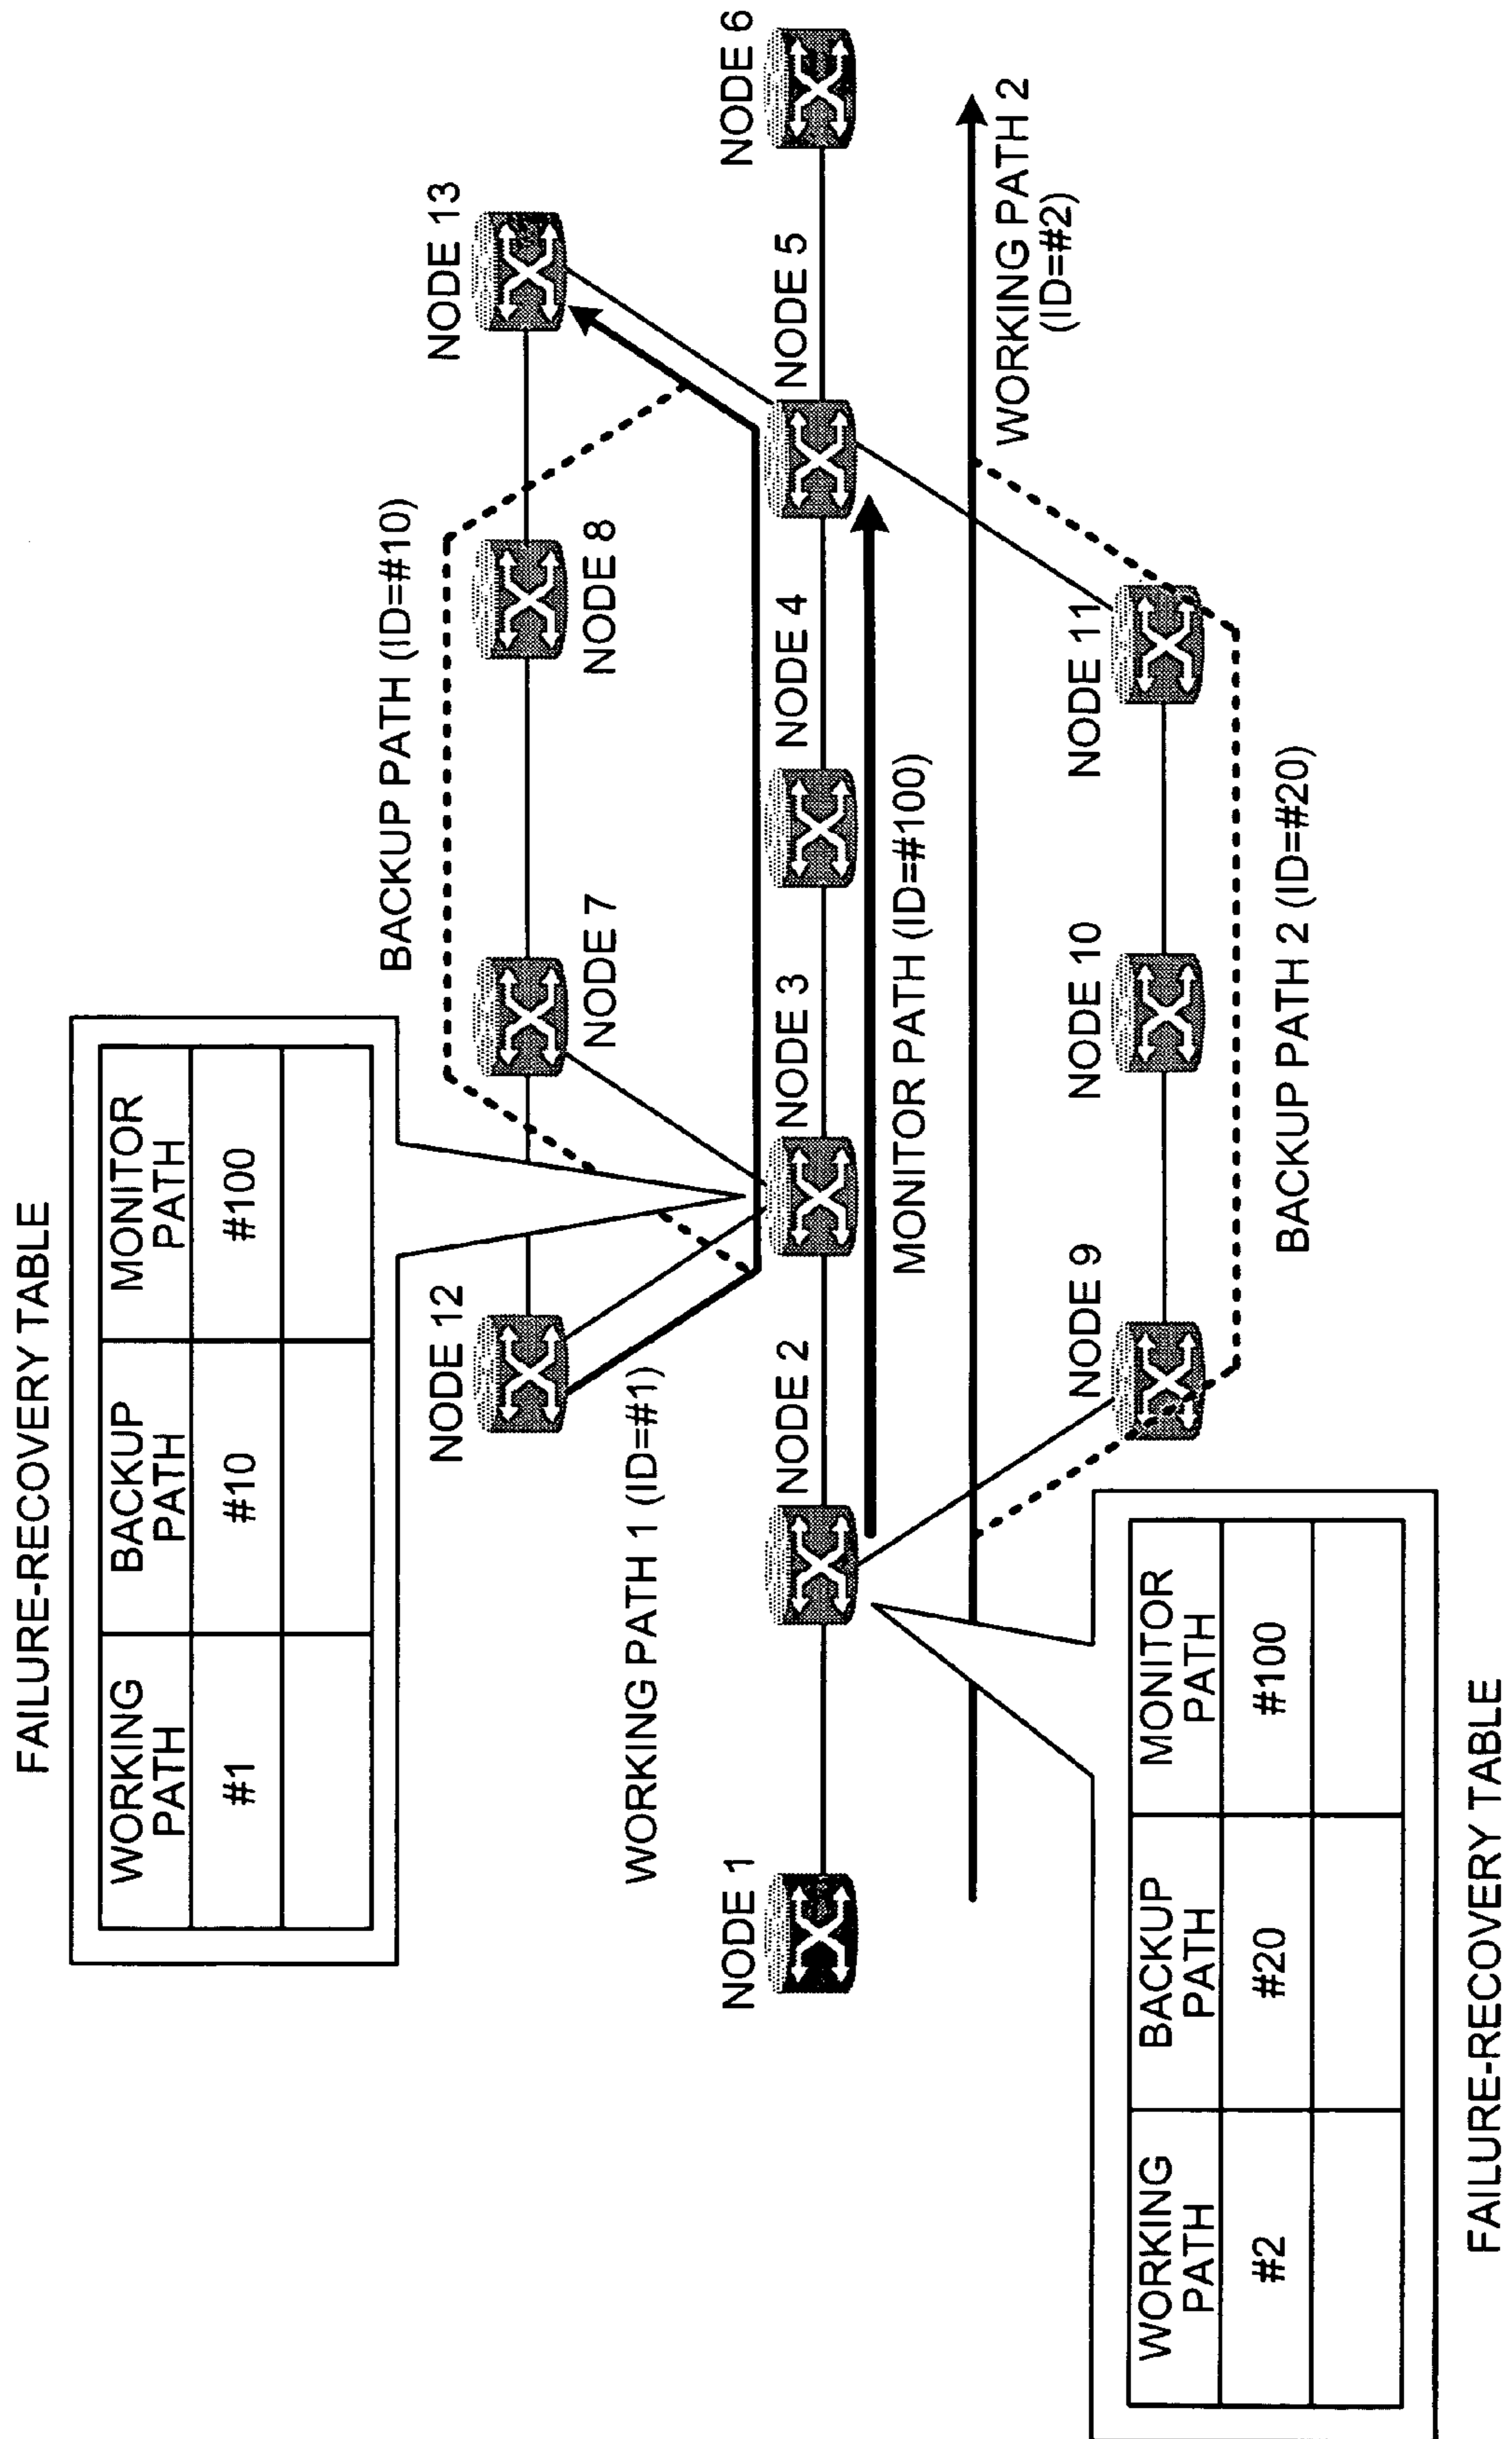 FAILURE-RECOVERY TABLE
WORKING PATH
BACKUP PATH
MONITOR PATH
#1
#10
#100
BACKUP PATH (ID=#10)
NODE 12
NODE 7
NODE 8
NODE 13
WORKING PATH 1 (ID=#1)
NODE 1
NODE 2
NODE 3
NODE 4
NODE 5
NODE 6
MONITOR PATH (ID=#100)
WORKING PATH 2
(ID=#2)
NODE 9
NODE 10
NODE 11
BACKUP PATH 2 (ID=#20)
WORKING PATH
BACKUP PATH
MONITOR PATH
#2
#20
#100
FAILURE-RECOVERY TABLE